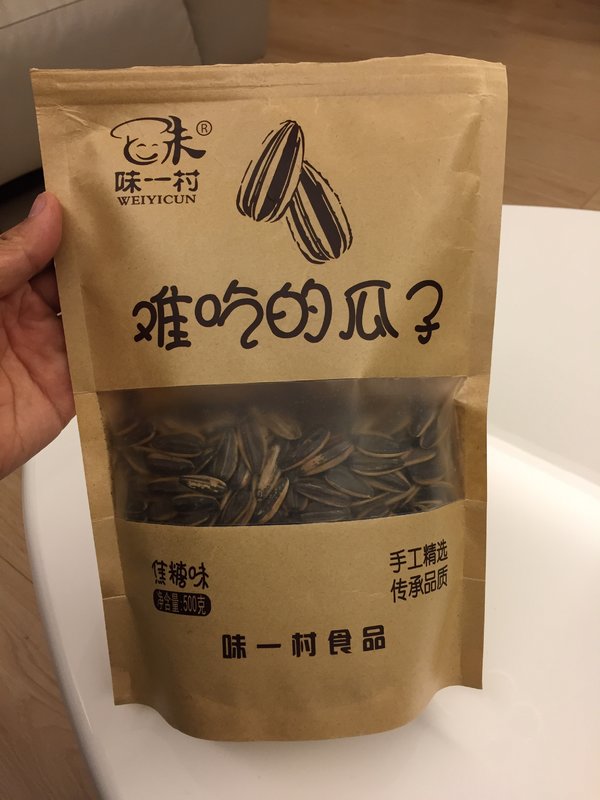 味®
味一村
WEIYICUN
难吃的瓜子
焦糖味
净含量:500克
手工精选
传承品质
味一村食品